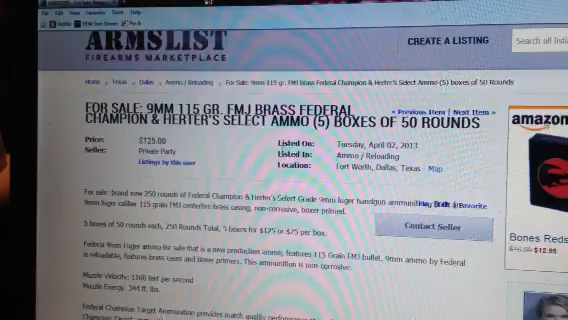 File Edit View Favorites Tools Help
Netflix
ARMSLIST
FIREARMS MARKETPLACE
CREATE A LISTING
Search all listi
Home Texas Dallas Ammo / Reloading For Sale: 9mm 115 gr. FMJ brass Federal Champion & Herter's Select Ammo (5) boxes of 50 Rounds
FOR SALE: 9MM 115 GR. FMJ BRASS FEDERAL
CHAMPION & HERTER'S SELECT AMMO (5) BOXES OF 50 ROUNDS
« Previous Item | Next Item »
Price: $125.00
Seller: Private Party
Listings by this user
Listed On: Tuesday, April 02, 2013
Listed In: Ammo / Reloading
Location: Fort Worth, Dallas, Texas - Map
For sale: brand new 250 rounds of Federal Champion & Herter's Select Grade 9mm luger handgun ammunition
9mm luger caliber 115 grain FMJ centerfire brass casing, non-corrosive, boxer primed.
Favorite
Contact Seller
5 boxes of 50 rounds each, 250 Rounds Total, 5 boxes for $125 or $25 per box.
Federal 9mm Luger ammo for sale that is a new production ammo, features 115 Grain FMJ bullet. 9mm ammo by Federal
is reloadable, features brass cases and Boxer primers. This ammunition is non-corrosive.
Muzzle Velocity: 1160 feet per second
Muzzle Energy: 344 ft. lbs.
Federal Champion Target Ammunition provides match quality performance
amazon
Bones Reds
$16.00 $12.95